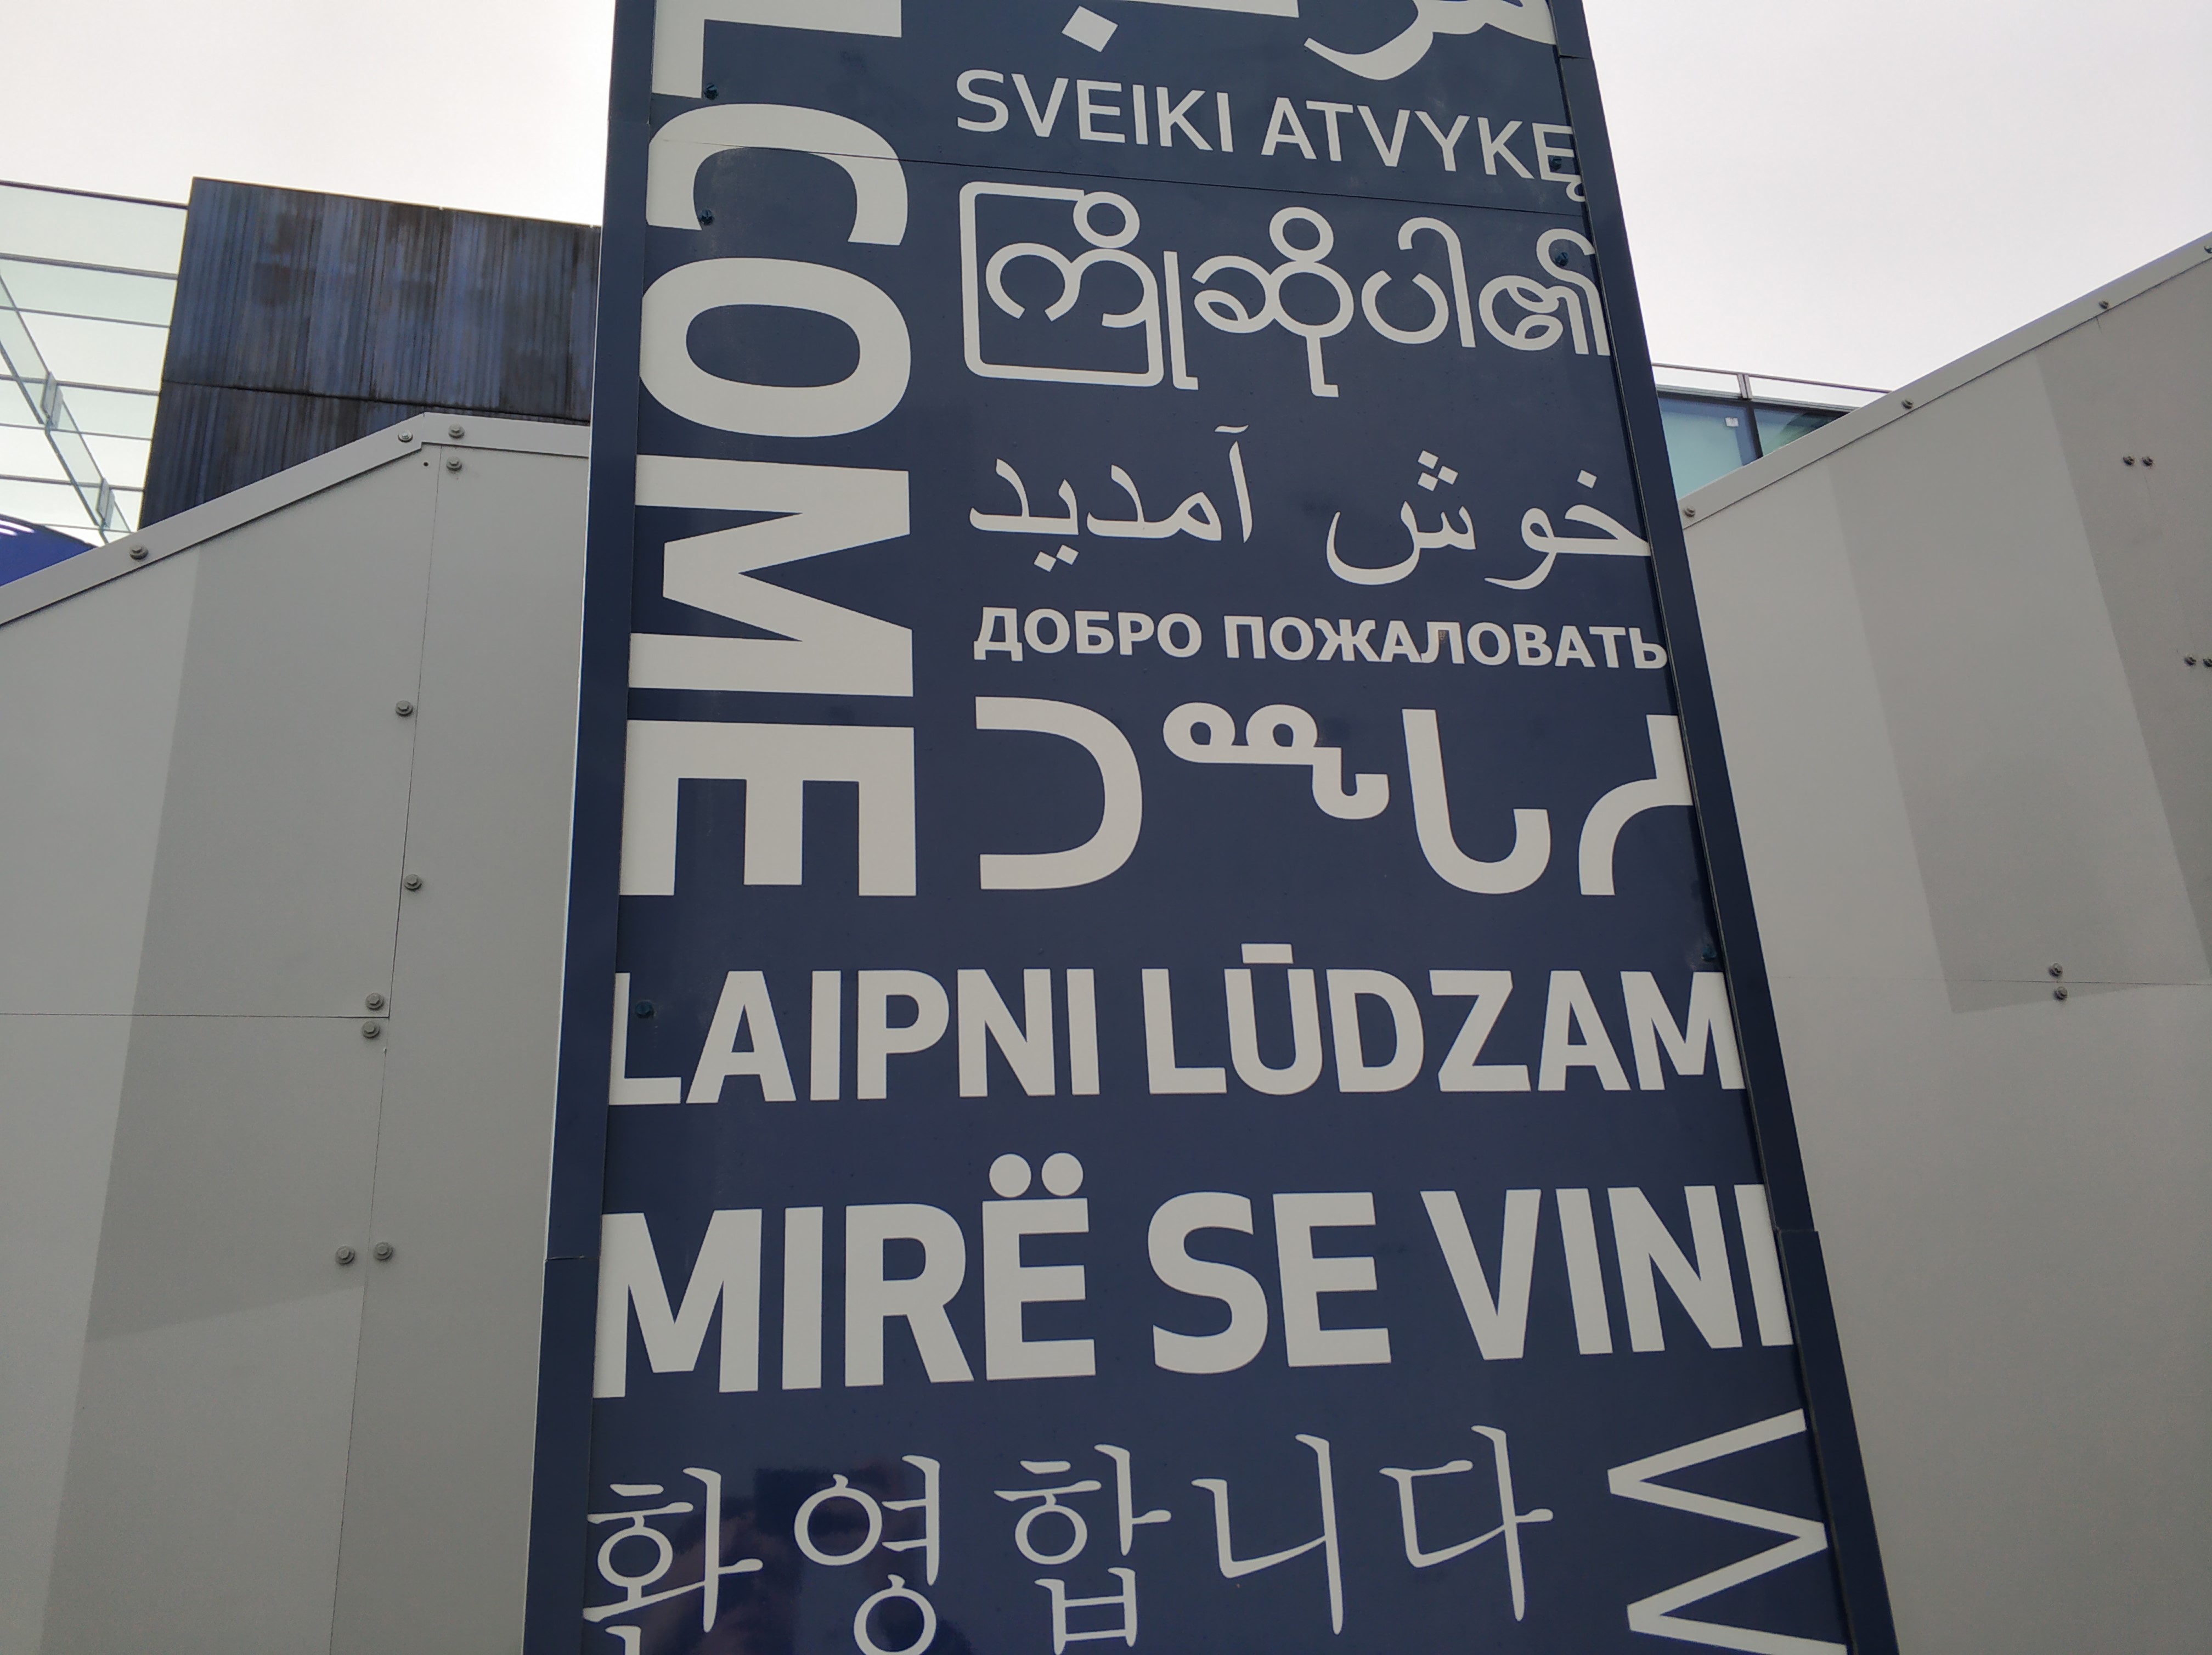 LCOME
SVEIKI ATVYKĘ
ကြိုဆိုပါ၏
خوش آمدید
ДОБРО ПОЖАЛОВАТЬ
LAIPNI LŪDZAM
MIRË SE VINI
환영합니다